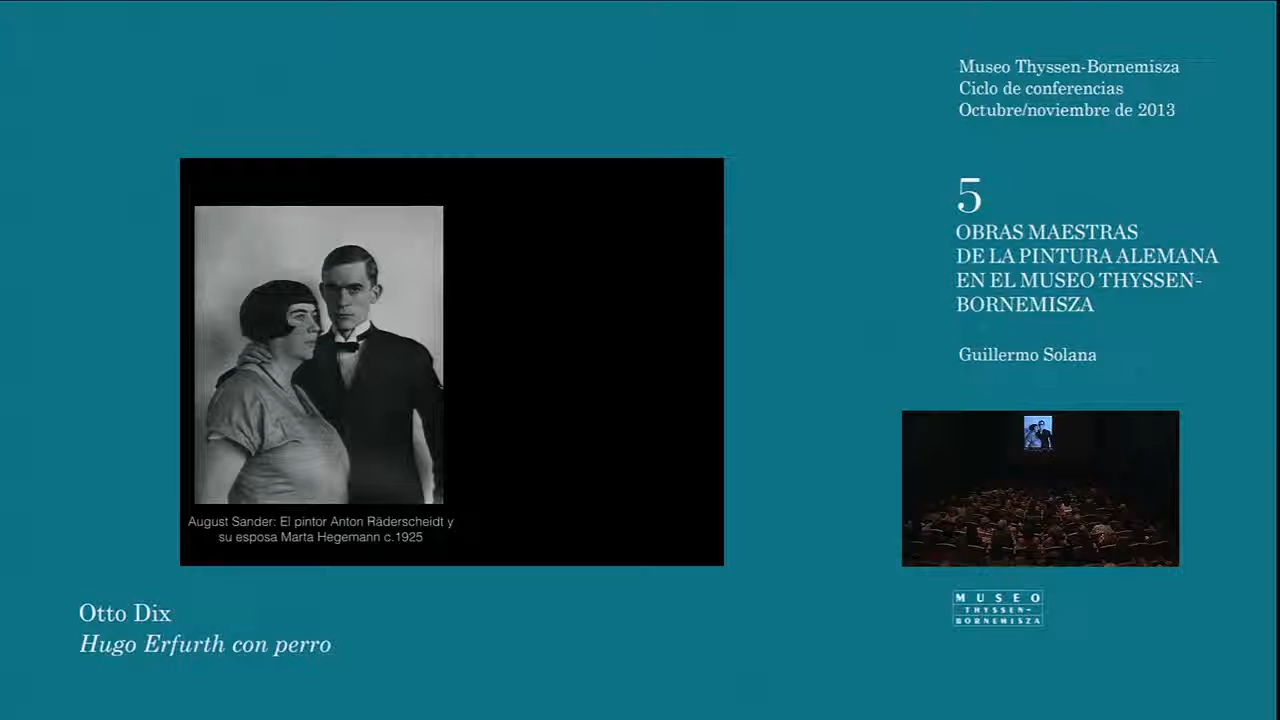 Museo Thyssen-Bornemisza
Ciclo de conferencias
Octubre/noviembre de 2013
5
OBRAS MAESTRAS
DE LA PINTURA ALEMANA
EN EL MUSEO THYSSEN-
BORNEMISZA
Guillermo Solana
August Sander: El pintor Anton Räderscheidt y
su esposa Marta Hegemann c.1925
Otto Dix
Hugo Erfurth con perro
MUSEO
THYSSEN-
BORNEMISZA